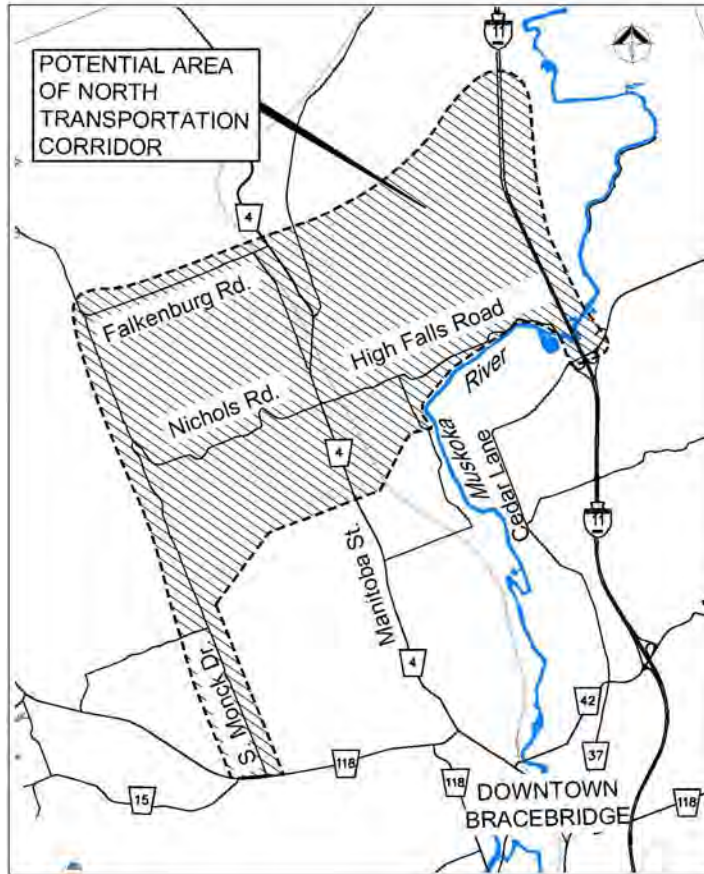 11
POTENTIAL AREA
OF NORTH
TRANSPORTATION
CORRIDOR
4
Falkenburg Rd.
High Falls Road
River
Nichols Rd.
Muskoka
Cedar Lane
4
11
Manitoba St.
4
S. Monck Dr.
42
118
37
15
118
DOWNTOWN
BRACEBRIDGE
118